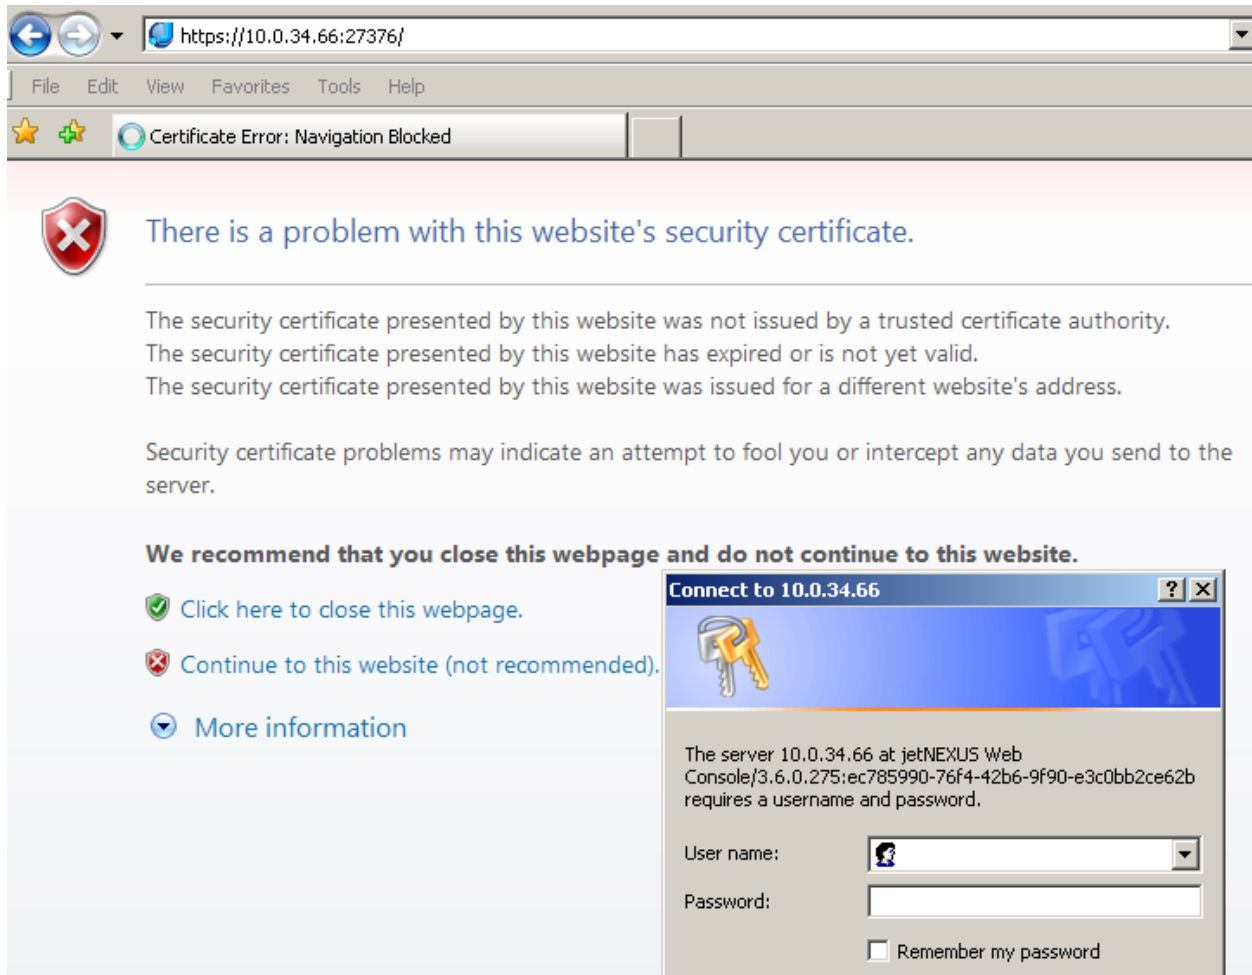 https://10.0.34.66:27376/
File Edit View Favorites Tools Help
Certificate Error: Navigation Blocked
There is a problem with this website's security certificate.
The security certificate presented by this website was not issued by a trusted certificate authority.
The security certificate presented by this website has expired or is not yet valid.
The security certificate presented by this website was issued for a different website's address.
Security certificate problems may indicate an attempt to fool you or intercept any data you send to the
server.
We recommend that you close this webpage and do not continue to this website.
Click here to close this webpage.
Continue to this website (not recommended).
More information
Connect to 10.0.34.66
The server 10.0.34.66 at jetNEXUS Web
Console/3.6.0.275:ec785990-76f4-42b6-9f90-e3c0bb2ce62b
requires a username and password.
User name:
Password:
Remember my password